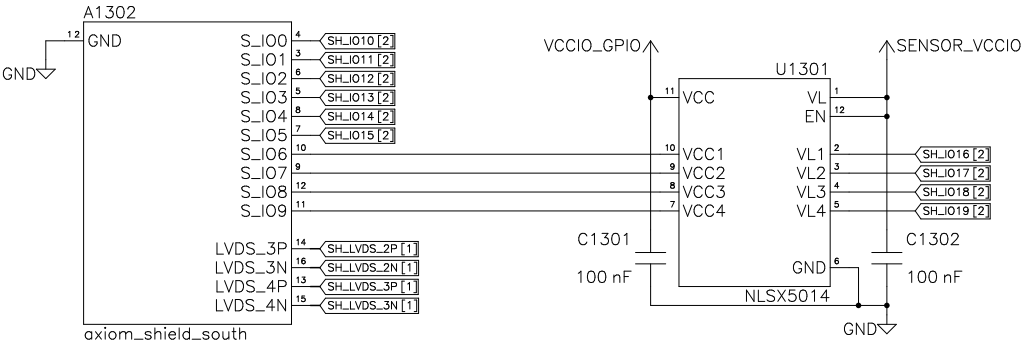 A1302
12 GND
GND
S_IO0 4 SH_IO10 [2]
S_IO1 3 SH_IO11 [2]
S_IO2 6 SH_IO12 [2]
S_IO3 5 SH_IO13 [2]
S_IO4 8 SH_IO14 [2]
S_IO5 7 SH_IO15 [2]
S_IO6 10
S_IO7 9
S_IO8 12
S_IO9 11
LVDS_3P 14 SH_LVDS_2P [1]
LVDS_3N 16 SH_LVDS_2N [1]
LVDS_4P 13 SH_LVDS_3P [1]
LVDS_4N 15 SH_LVDS_3N [1]
axiom_shield_south
VCCIO_GPIO
SENSOR_VCCIO
U1301
11 VCC VL 1
EN 12
10 VCC1 VL1 2 SH_IO16 [2]
9 VCC2 VL2 3 SH_IO17 [2]
8 VCC3 VL3 4 SH_IO18 [2]
7 VCC4 VL4 5 SH_IO19 [2]
C1301
100 nF
GND 6
C1302
100 nF
NLSX5014
GND